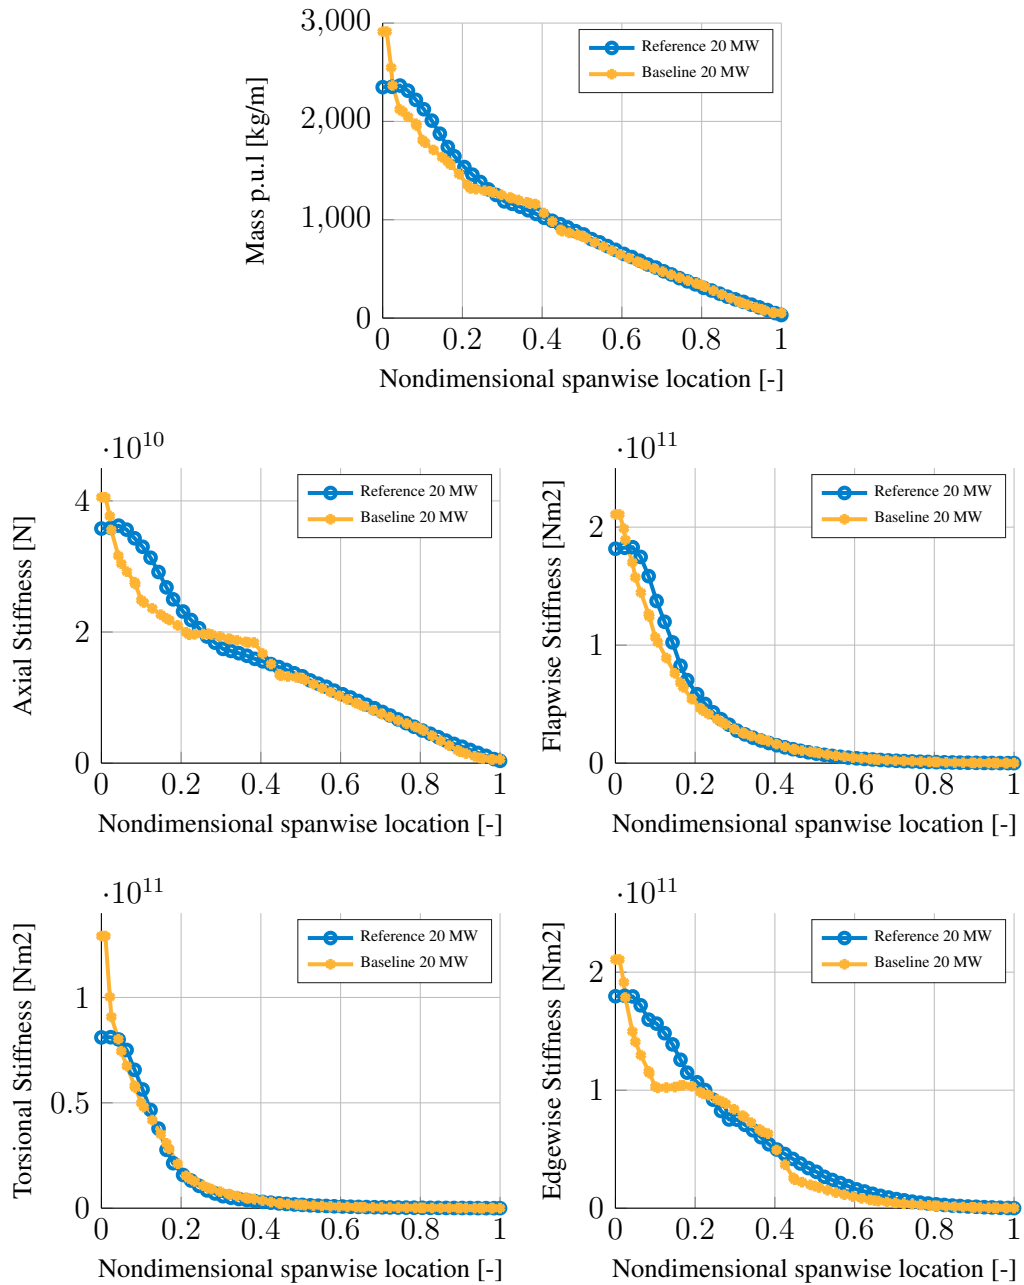 3,000
2,000
1,000
0
Mass p.u.l [kg/m]
Reference 20 MW
Baseline 20 MW
0 0.2 0.4 0.6 0.8 1
Nondimensional spanwise location [-]
·10^10
4
2
0
Axial Stiffness [N]
Reference 20 MW
Baseline 20 MW
0 0.2 0.4 0.6 0.8 1
Nondimensional spanwise location [-]
·10^11
2
1
0
Flapwise Stiffness [Nm2]
Reference 20 MW
Baseline 20 MW
0 0.2 0.4 0.6 0.8 1
Nondimensional spanwise location [-]
·10^11
1
0.5
0
Torsional Stiffness [Nm2]
Reference 20 MW
Baseline 20 MW
0 0.2 0.4 0.6 0.8 1
Nondimensional spanwise location [-]
·10^11
2
1
0
Edgewise Stiffness [Nm2]
Reference 20 MW
Baseline 20 MW
0 0.2 0.4 0.6 0.8 1
Nondimensional spanwise location [-]